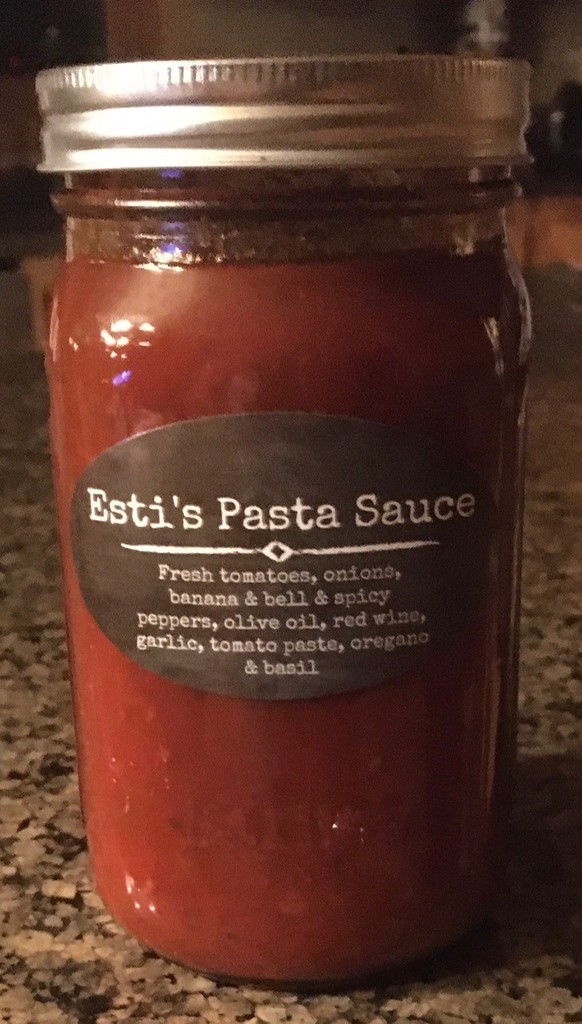 Esti's Pasta Sauce
Fresh tomatoes, onions,
banana & bell & spicy
peppers, olive oil, red wine,
garlic, tomato paste, oregano
& basil